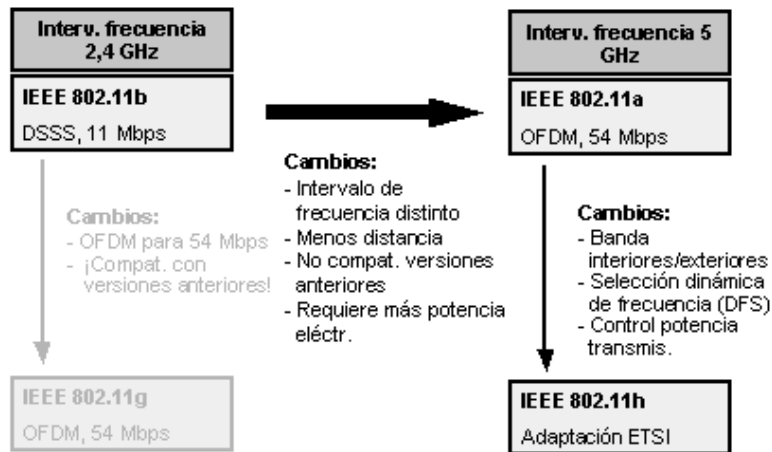 Interv. frecuencia
2,4 GHz
IEEE 802.11b
DSSS, 11 Mbps
Cambios:
- OFDM para 54 Mbps
- ¡Compat. con
versiones anteriores!
IEEE 802.11g
OFDM, 54 Mbps
Cambios:
- Intervalo de
frecuencia distinto
- Menos distancia
- No compat. versiones
anteriores
- Requiere más potencia
eléctr.
Interv. frecuencia 5
GHz
IEEE 802.11a
OFDM, 54 Mbps
Cambios:
- Banda
interiores/exteriores
- Selección dinámica
de frecuencia (DFS)
- Control potencia
transmis.
IEEE 802.11h
Adaptación ETSI